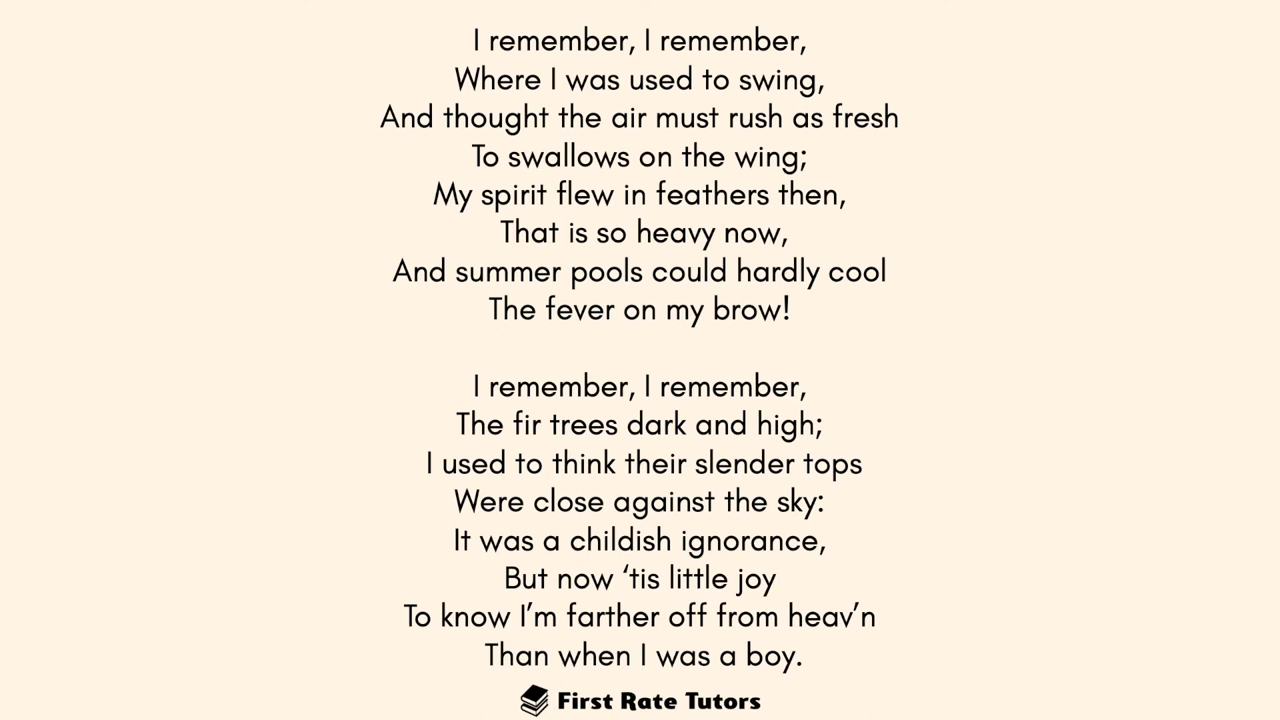 I remember, I remember,
Where I was used to swing,
And thought the air must rush as fresh
To swallows on the wing;
My spirit flew in feathers then,
That is so heavy now,
And summer pools could hardly cool
The fever on my brow!

I remember, I remember,
The fir trees dark and high;
I used to think their slender tops
Were close against the sky:
It was a childish ignorance,
But now ‘tis little joy
To know I’m farther off from heav’n
Than when I was a boy.
First Rate Tutors